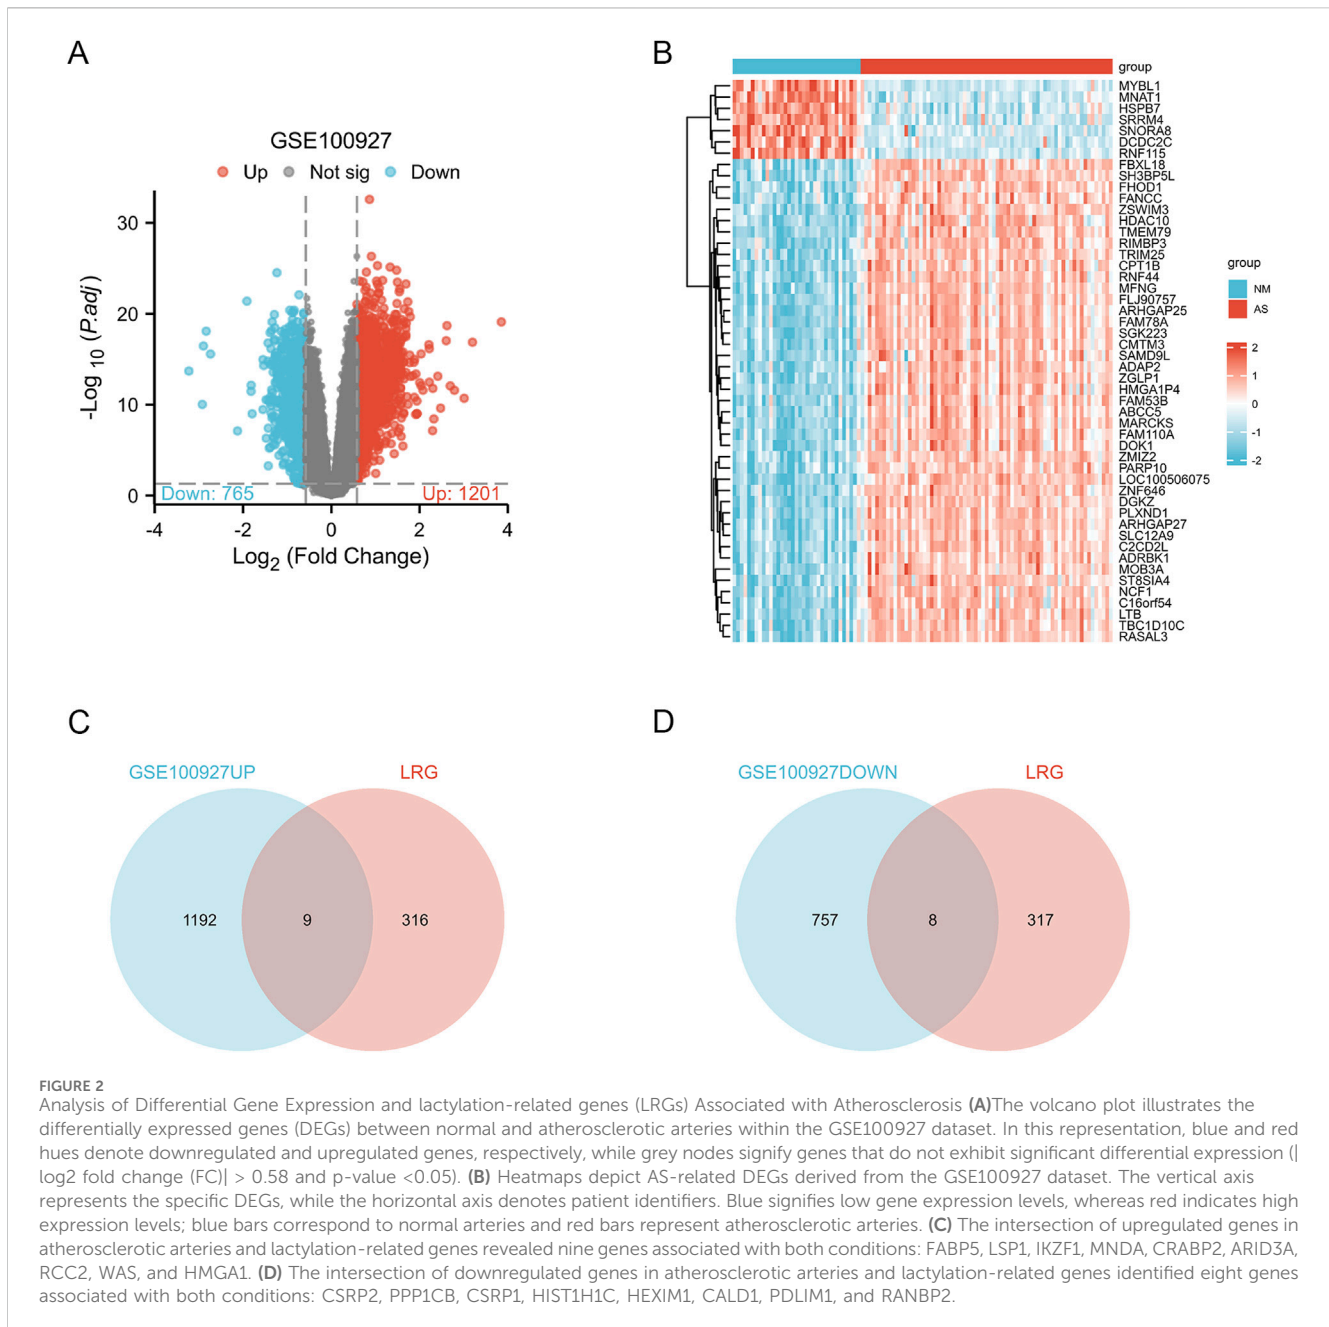 A
GSE100927
Up
Not sig
Down
-Log 10 (P.adj)
30
20
10
0
Down: 765
Up: 1201
-4
-2
0
2
4
Log2 (Fold Change)
B
group
MYBL1
MNAT1
HSPB7
SRRM4
SNORA8
DCDC2C
RNF115
FBXL18
SH3BP5L
FHOD1
FANCC
ZSWIM3
HDAC10
TMEM79
RIMBP3
TRIM25
CPT1B
RNF44
MFNG
FLJ90757
ARHGAP25
FAM78A
SGK223
CMTM3
SAMD9L
ADAP2
ZGLP1
HMGA1P4
FAM53B
ABCC5
MARCKS
FAM110A
DOK1
ZMIZ2
PARP10
LOC100506075
ZNF646
DGKZ
PLXND1
ARHGAP27
SLC12A9
C2CD2L
ADRBK1
MOB3A
ST8SIA4
NCF1
C16orf54
LTB
TBC1D10C
RASAL3
group
NM
AS
2
1
0
-1
-2
C
GSE100927UP
LRG
1192
9
316
D
GSE100927DOWN
LRG
757
8
317
FIGURE 2
Analysis of Differential Gene Expression and lactylation-related genes (LRGs) Associated with Atherosclerosis (A)The volcano plot illustrates the
differentially expressed genes (DEGs) between normal and atherosclerotic arteries within the GSE100927 dataset. In this representation, blue and red
hues denote downregulated and upregulated genes, respectively, while grey nodes signify genes that do not exhibit significant differential expression (|
log2 fold change (FC)| > 0.58 and p-value <0.05). (B) Heatmaps depict AS-related DEGs derived from the GSE100927 dataset. The vertical axis
represents the specific DEGs, while the horizontal axis denotes patient identifiers. Blue signifies low gene expression levels, whereas red indicates high
expression levels; blue bars correspond to normal arteries and red bars represent atherosclerotic arteries. (C) The intersection of upregulated genes in
atherosclerotic arteries and lactylation-related genes revealed nine genes associated with both conditions: FABP5, LSP1, IKZF1, MNDA, CRABP2, ARID3A,
RCC2, WAS, and HMGA1. (D) The intersection of downregulated genes in atherosclerotic arteries and lactylation-related genes identified eight genes
associated with both conditions: CSRP2, PPP1CB, CSRP1, HIST1H1C, HEXIM1, CALD1, PDLIM1, and RANBP2.